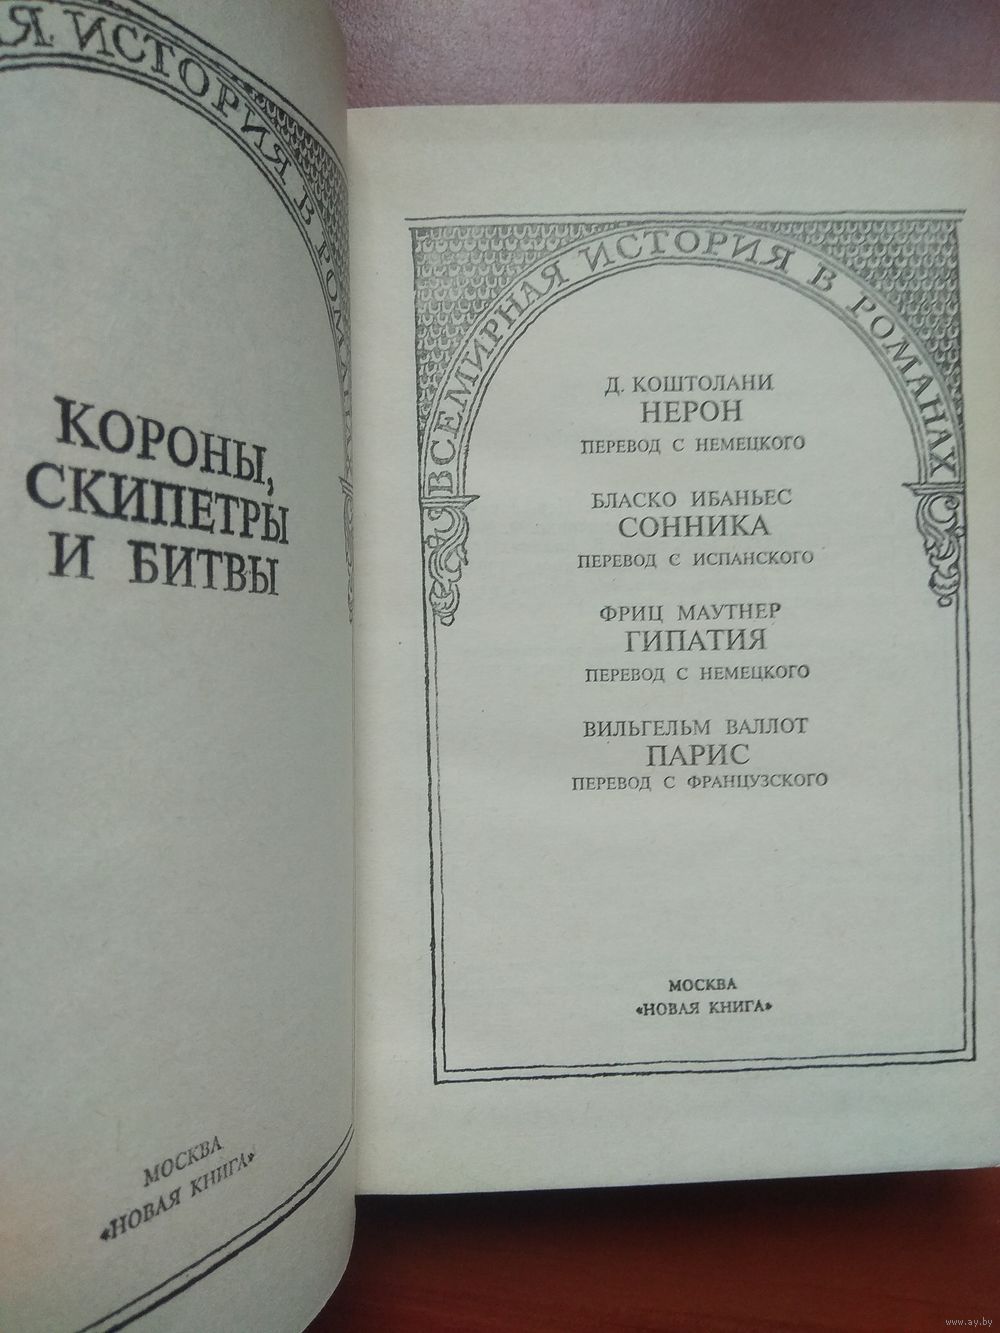 Я ИСТОРИЯ В РОМАНАХ
КОРОНЫ,
СКИПЕТРЫ
И БИТВЫ
МОСКВА
«НОВАЯ КНИГА»
ВСЕМИРНАЯ ИСТОРИЯ В РОМАНАХ
Д. КОШТОЛАНИ
НЕРОН
ПЕРЕВОД С НЕМЕЦКОГО
БЛАСКО ИБАНЬЕС
СОННИКА
ПЕРЕВОД С ИСПАНСКОГО
ФРИЦ МАУТНЕР
ГИПАТИЯ
ПЕРЕВОД С НЕМЕЦКОГО
ВИЛЬГЕЛЬМ ВАЛЛОТ
ПАРИС
ПЕРЕВОД С ФРАНЦУЗСКОГО
МОСКВА
«НОВАЯ КНИГА»
www.ay.by